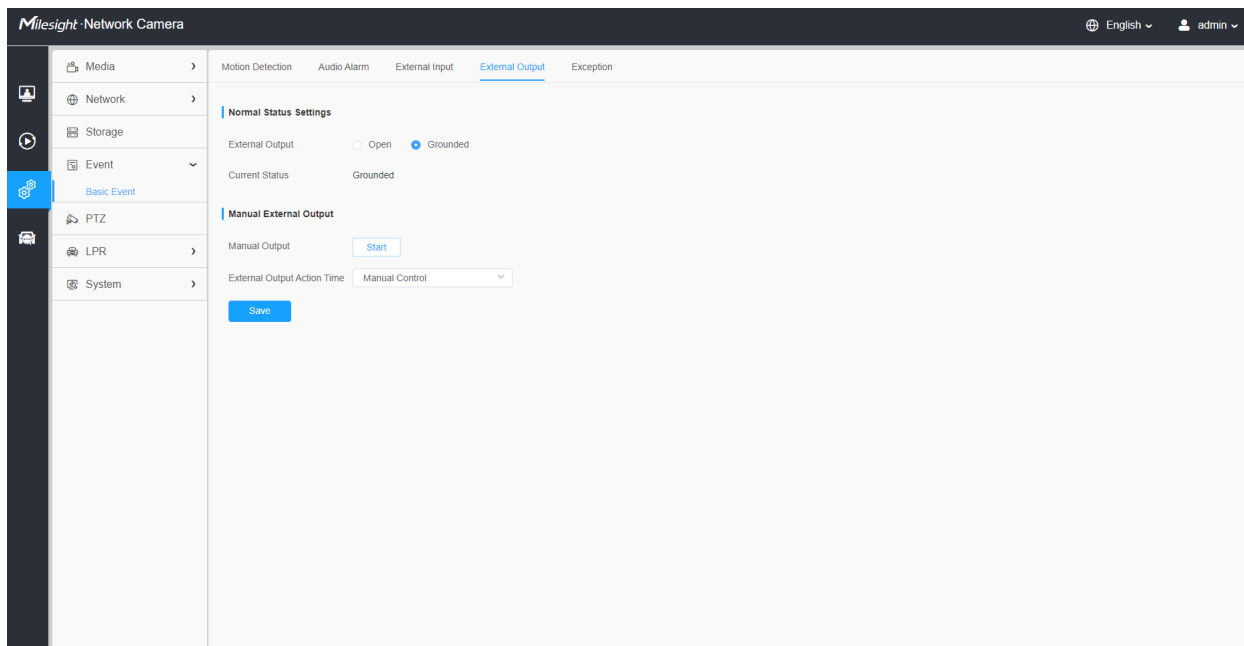 Milesight · Network Camera
English
admin
Media
Network
Storage
Event
Basic Event
PTZ
LPR
System
Motion Detection
Audio Alarm
External Input
External Output
Exception
Normal Status Settings
External Output
Open
Grounded
Current Status
Grounded
Manual External Output
Manual Output
Start
External Output Action Time
Manual Control
Save